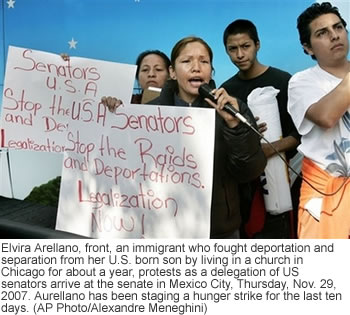 Senators
U.S.A
Stop the
and De
Legalization
U.S.A Senators
Stop the Raids
and Deportations.
Legalization
Now!
Elvira Arellano, front, an immigrant who fought deportation and
separation from her U.S. born son by living in a church in
Chicago for about a year, protests as a delegation of US
senators arrive at the senate in Mexico City, Thursday, Nov. 29,
2007. Aurellano has been staging a hunger strike for the last ten
days. (AP Photo/Alexandre Meneghini)